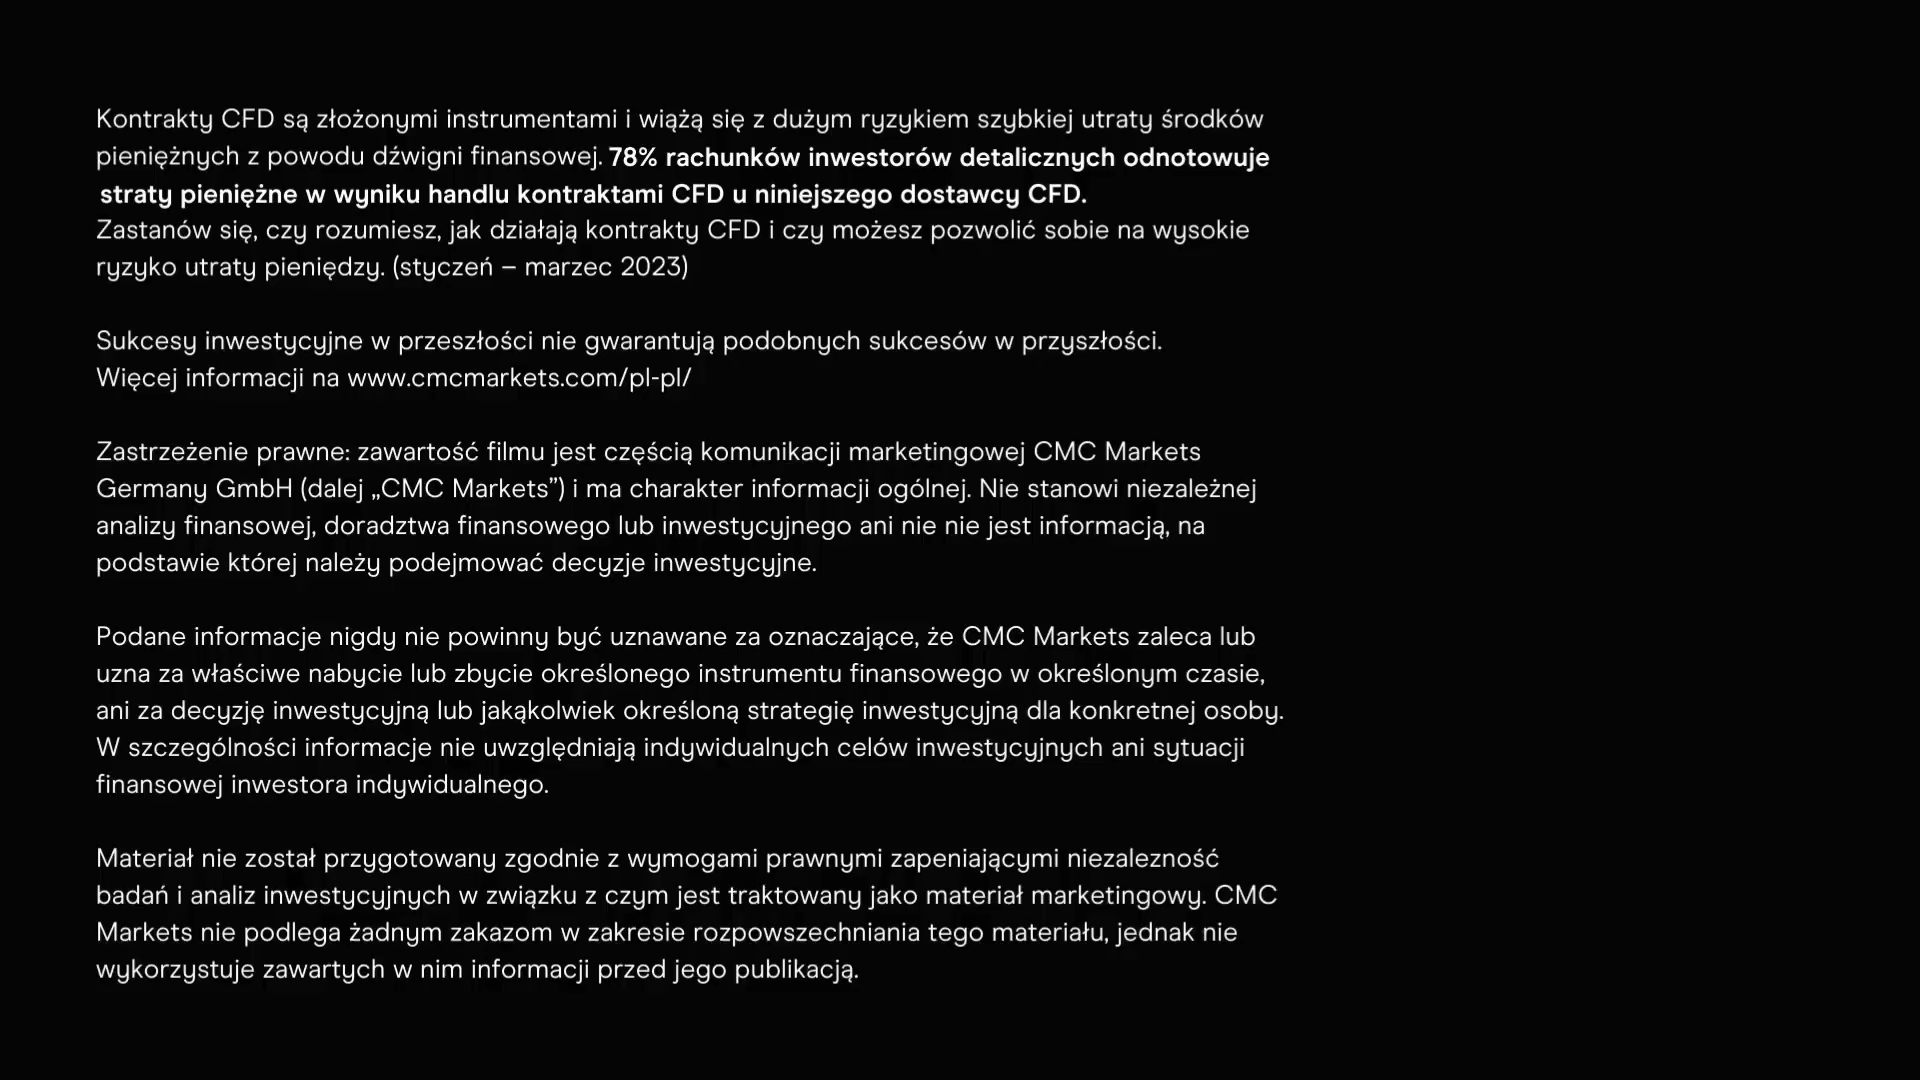 Kontrakty CFD są złożonymi instrumentami i wiążą się z dużym ryzykiem szybkiej utraty środków
pieniężnych z powodu dźwigni finansowej. 78% rachunków inwestorów detalicznych odnotowuje
straty pieniężne w wyniku handlu kontraktami CFD u niniejszego dostawcy CFD.
Zastanów się, czy rozumiesz, jak działają kontrakty CFD i czy możesz pozwolić sobie na wysokie
ryzyko utraty pieniędzy. (styczeń – marzec 2023)
Sukcesy inwestycyjne w przeszłości nie gwarantują podobnych sukcesów w przyszłości.
Więcej informacji na www.cmcmarkets.com/pl-pl/
Zastrzeżenie prawne: zawartość filmu jest częścią komunikacji marketingowej CMC Markets
Germany GmbH (dalej „CMC Markets”) i ma charakter informacji ogólnej. Nie stanowi niezależnej
analizy finansowej, doradztwa finansowego lub inwestycyjnego ani nie nie jest informacją, na
podstawie której należy podejmować decyzje inwestycyjne.
Podane informacje nigdy nie powinny być uznawane za oznaczające, że CMC Markets zaleca lub
uzna za właściwe nabycie lub zbycie określonego instrumentu finansowego w określonym czasie,
ani za decyzję inwestycyjną lub jakąkolwiek określoną strategię inwestycyjną dla konkretnej osoby.
W szczególności informacje nie uwzględniają indywidualnych celów inwestycyjnych ani sytuacji
finansowej inwestora indywidualnego.
Materiał nie został przygotowany zgodnie z wymogami prawnymi zapeniającymi niezalezność
badań i analiz inwestycyjnych w związku z czym jest traktowany jako materiał marketingowy. CMC
Markets nie podlega żadnym zakazom w zakresie rozpowszechniania tego materiału, jednak nie
wykorzystuje zawartych w nim informacji przed jego publikacją.